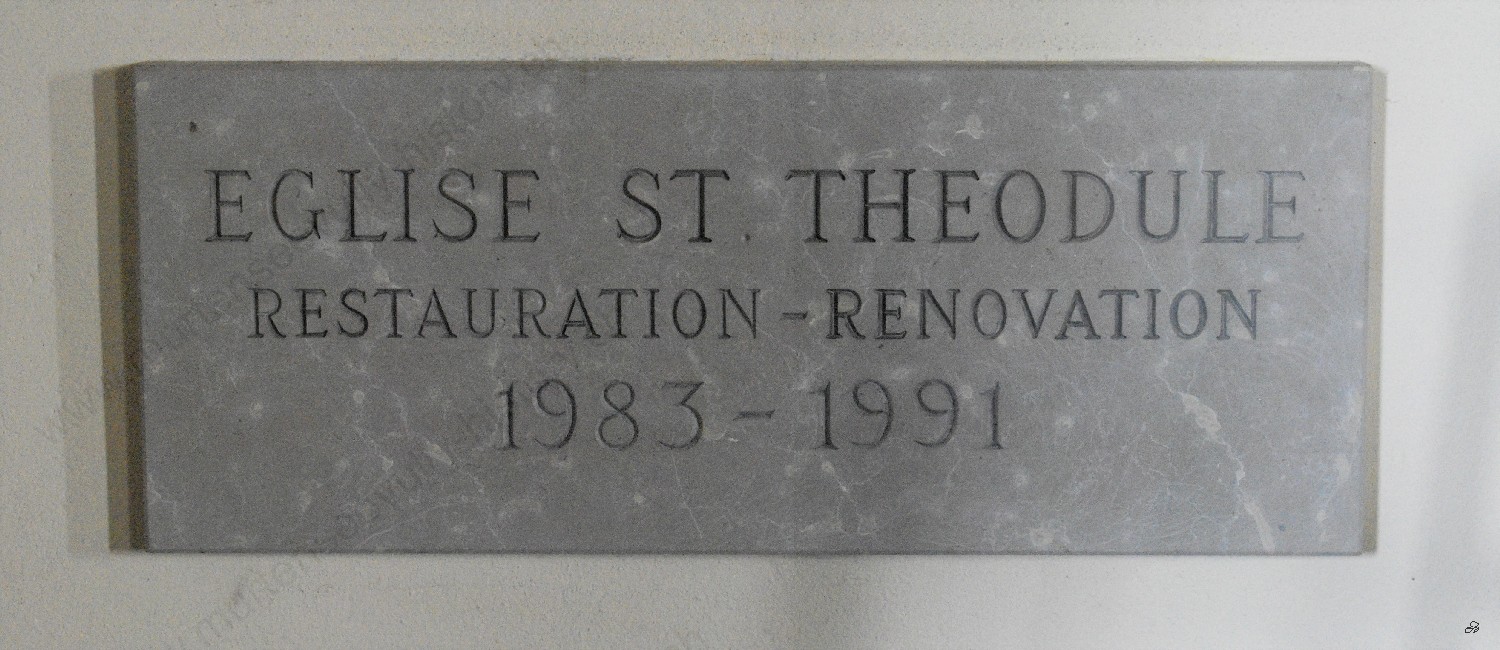 EGLISE ST. THEODULE
RESTAURATION - RENOVATION
1983 - 1991